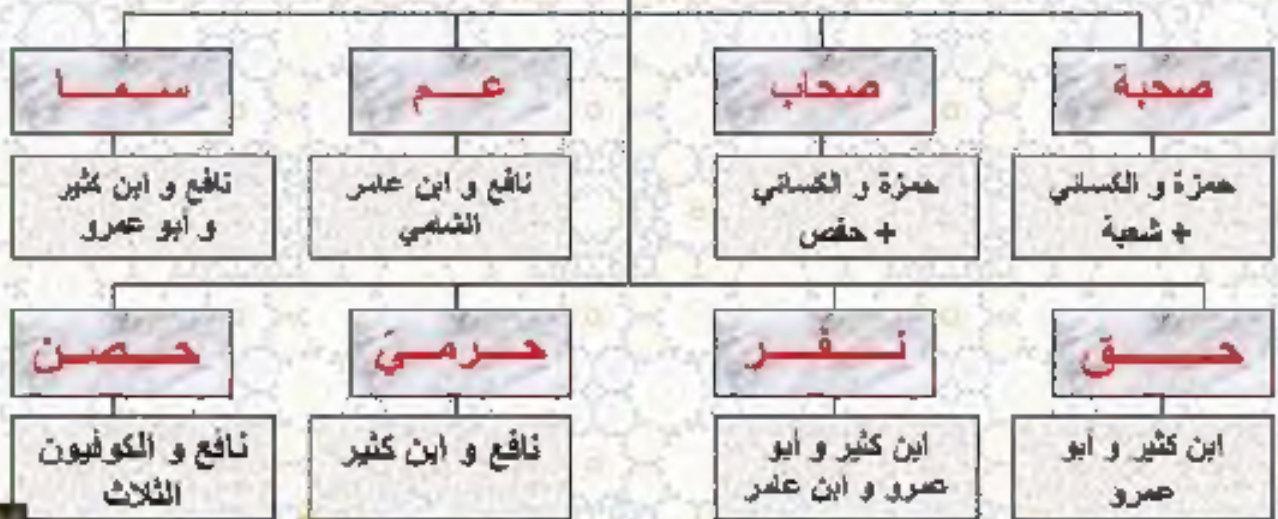 صحبة
صحاب
عم
سما
حمزة و الكسائي
+ شعبة
حمزة و الكسائي
+ حفص
نافع و ابن عامر
الشامي
نافع و ابن كثير
و أبو عمرو
حق
نفر
حرمي
حصن
ابن كثير و أبو
عمرو
ابن كثير و أبو
عمرو و ابن عامر
نافع و ابن كثير
نافع و الكوفيون
الثلاث